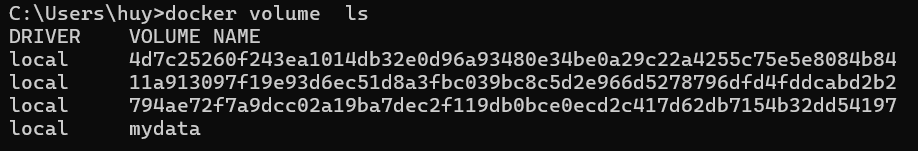 C:\Users\huy>docker volume  ls
DRIVER    VOLUME NAME
local     4d7c25260f243ea1014db32e0d96a93480e34be0a29c22a4255c75e5e8084b84
local     11a913097f19e93d6ec51d8a3fbc039bc8c5d2e966d5278796dfd4fddcabd2b2
local     794ae72f7a9dcc02a19ba7dec2f119db0bce0ecd2c417d62db7154b32dd54197
local     mydata